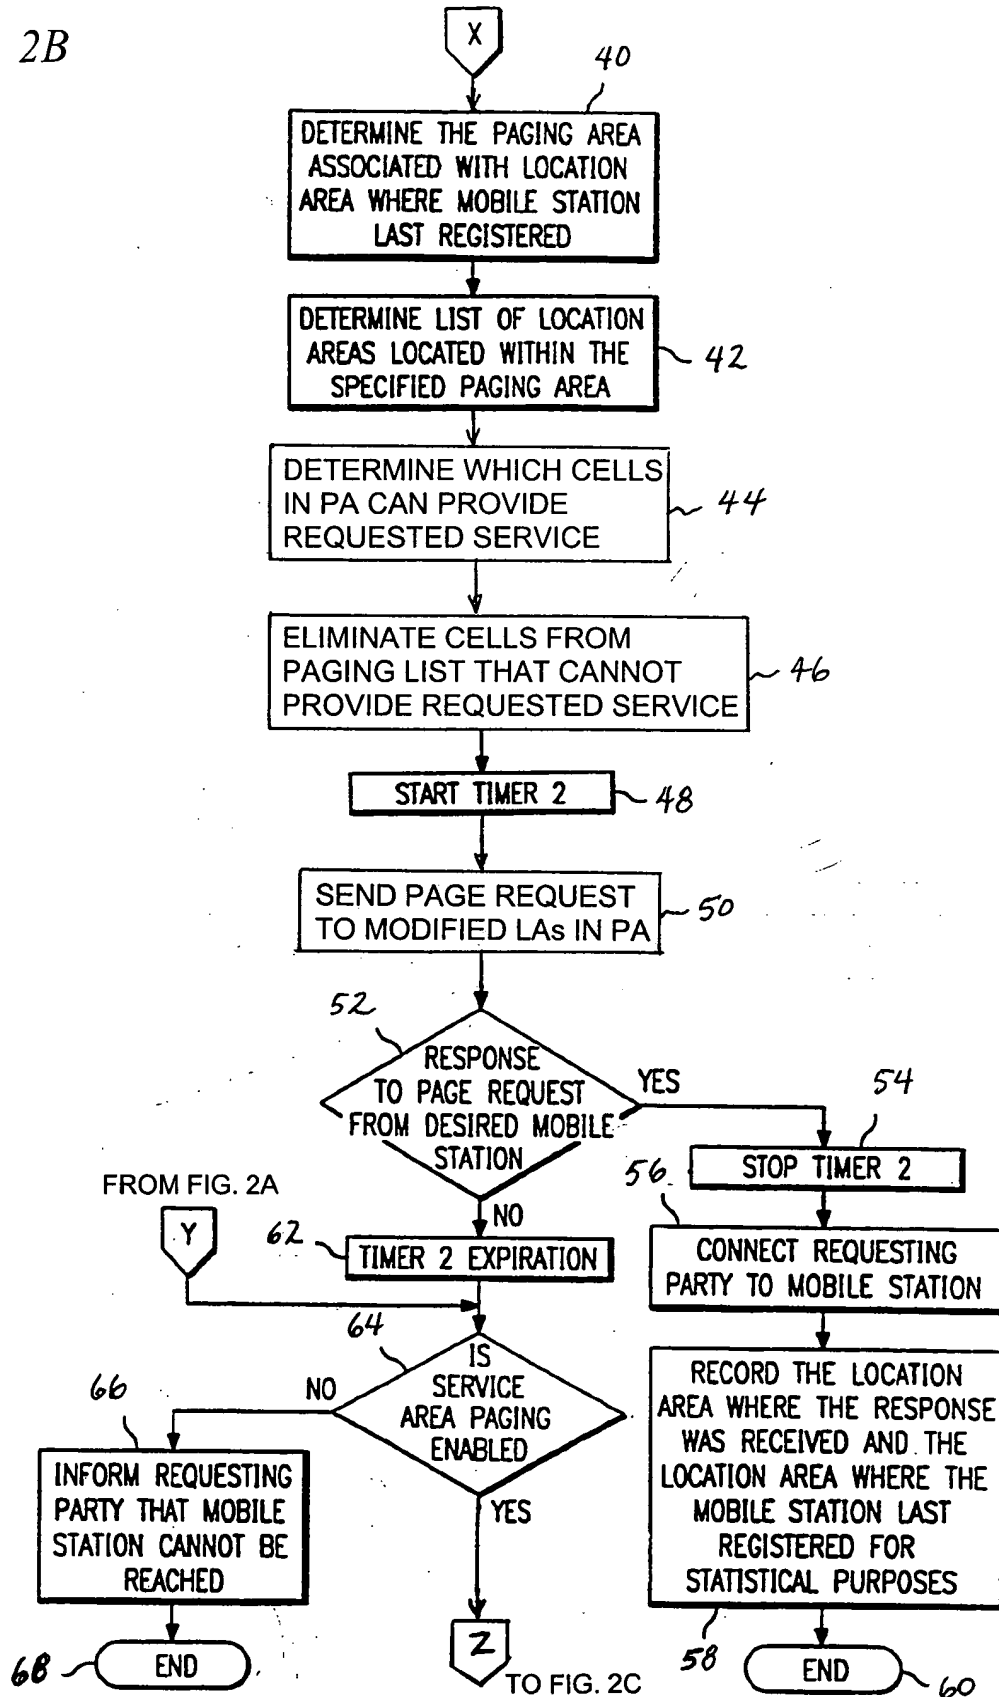 2B
X
40
DETERMINE THE PAGING AREA
ASSOCIATED WITH LOCATION
AREA WHERE MOBILE STATION
LAST REGISTERED
DETERMINE LIST OF LOCATION
AREAS LOCATED WITHIN THE
SPECIFIED PAGING AREA
42
DETERMINE WHICH CELLS
IN PA CAN PROVIDE
REQUESTED SERVICE
44
ELIMINATE CELLS FROM
PAGING LIST THAT CANNOT
PROVIDE REQUESTED SERVICE
46
START TIMER 2
48
SEND PAGE REQUEST
TO MODIFIED LAs IN PA
50
52
RESPONSE
TO PAGE REQUEST
FROM DESIRED MOBILE
STATION
YES
54
STOP TIMER 2
56
CONNECT REQUESTING
PARTY TO MOBILE STATION
RECORD THE LOCATION
AREA WHERE THE RESPONSE
WAS RECEIVED AND THE
LOCATION AREA WHERE THE
MOBILE STATION LAST
REGISTERED FOR
STATISTICAL PURPOSES
58
END
60
NO
FROM FIG. 2A
Y
62
TIMER 2 EXPIRATION
64
IS
SERVICE
AREA PAGING
ENABLED
NO
66
INFORM REQUESTING
PARTY THAT MOBILE
STATION CANNOT BE
REACHED
68
END
YES
Z
TO FIG. 2C